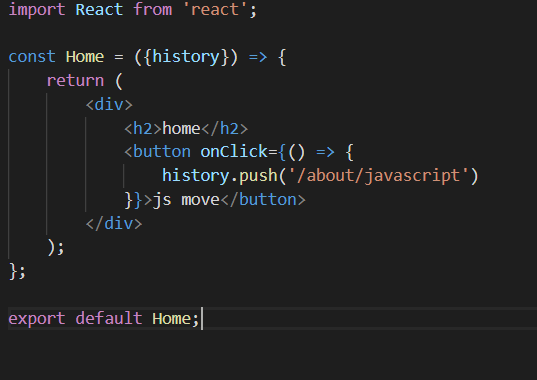 import React from 'react';
const Home = ({history}) => {
    return (
        <div>
            <h2>home</h2>
            <button onClick={() => {
                history.push('/about/javascript')
            }}>js move</button>
        </div>
    );
};
export default Home;